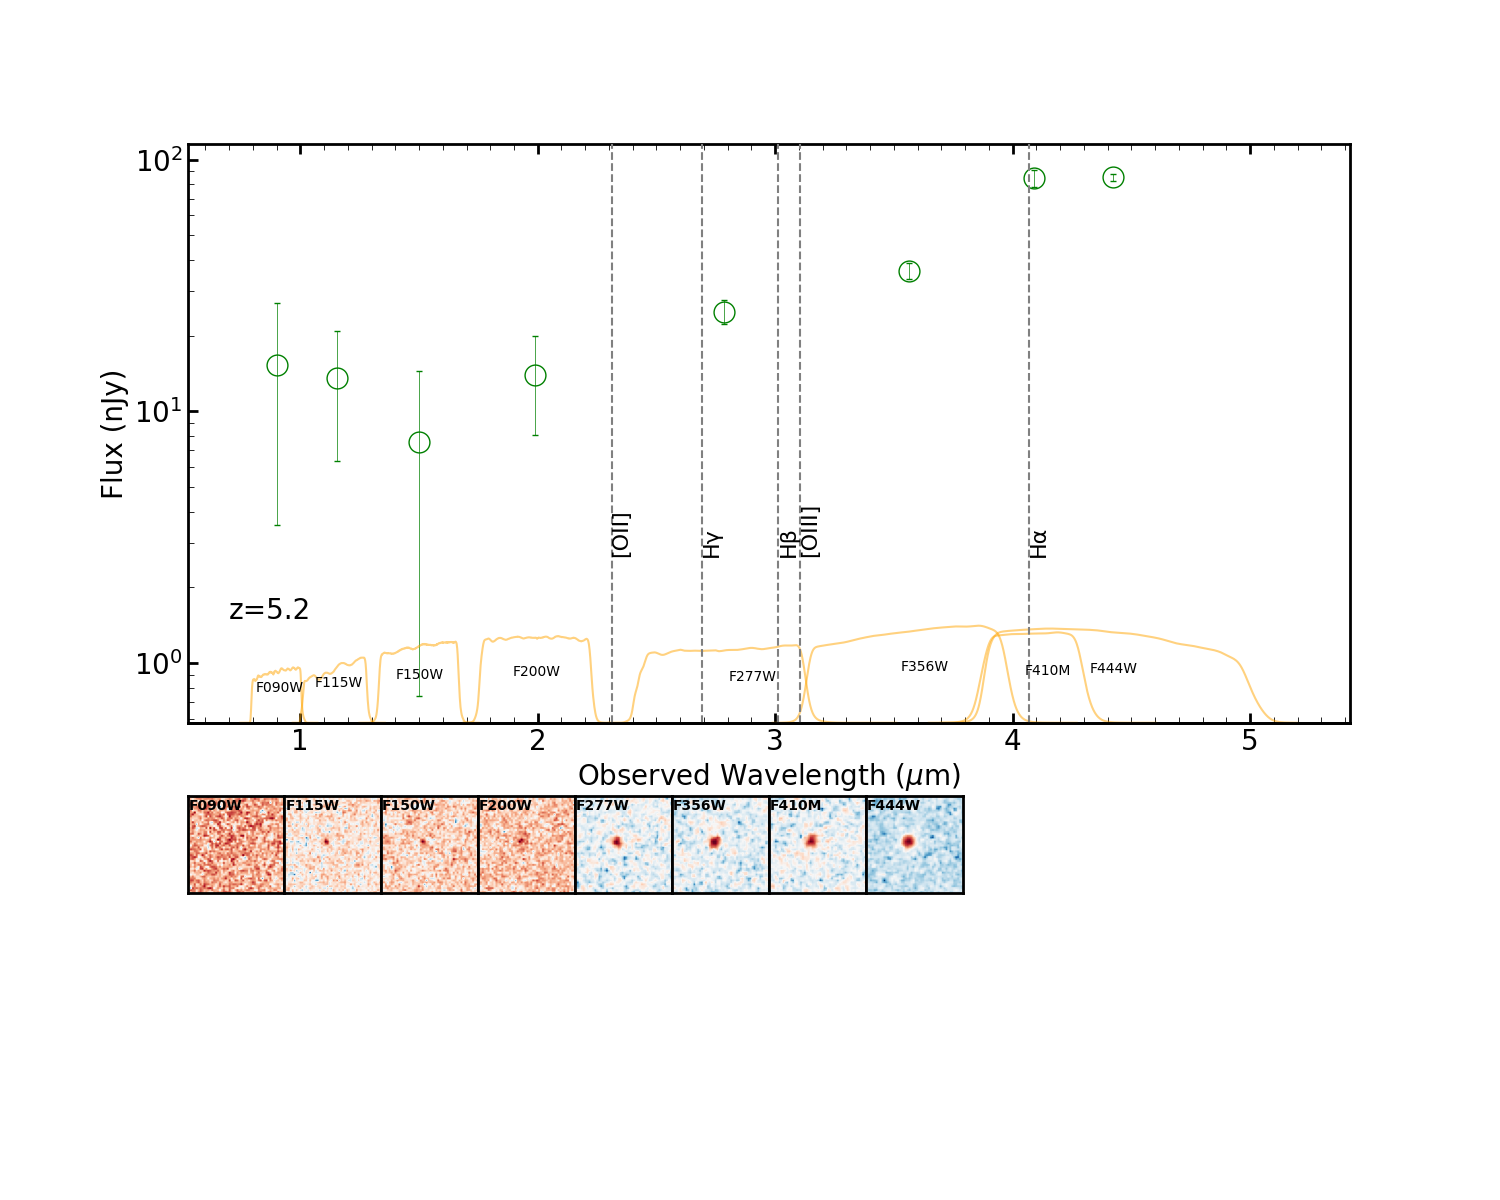 10²
10¹
10⁰
Flux (nJy)
[OII]
Hγ
Hβ
[OIII]
Hα
z=5.2
F090W
F115W
F150W
F200W
F277W
F356W
F410M
F444W
1
2
3
4
5
Observed Wavelength (μm)
F090W
F115W
F150W
F200W
F277W
F356W
F410M
F444W